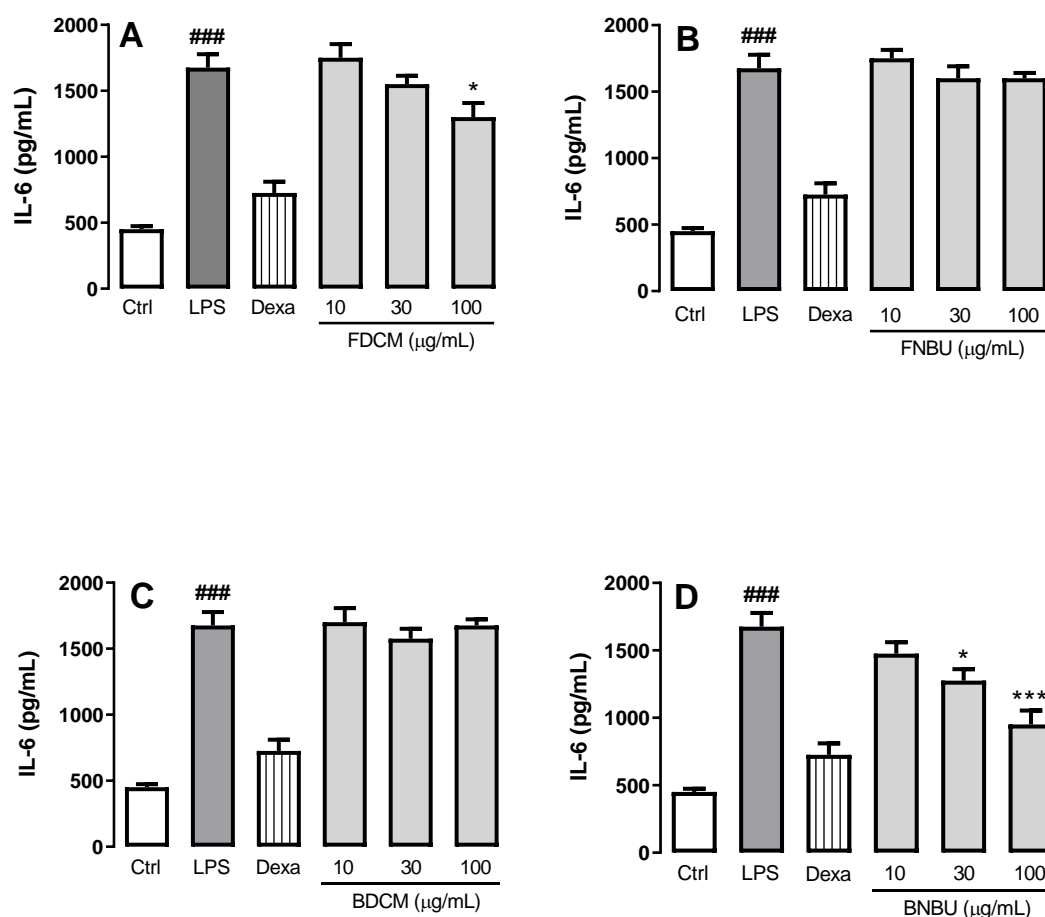 A
###
*
IL-6 (pg/mL)
2000
1500
1000
500
0
Ctrl LPS Dexa 10 30 100
FDCM (µg/mL)
B
###
IL-6 (pg/mL)
2000
1500
1000
500
0
Ctrl LPS Dexa 10 30 100
FNBU (µg/mL)
C
###
IL-6 (pg/mL)
2000
1500
1000
500
0
Ctrl LPS Dexa 10 30 100
BDCM (µg/mL)
D
###
*
***
IL-6 (pg/mL)
2000
1500
1000
500
0
Ctrl LPS Dexa 10 30 100
BNBU (µg/mL)